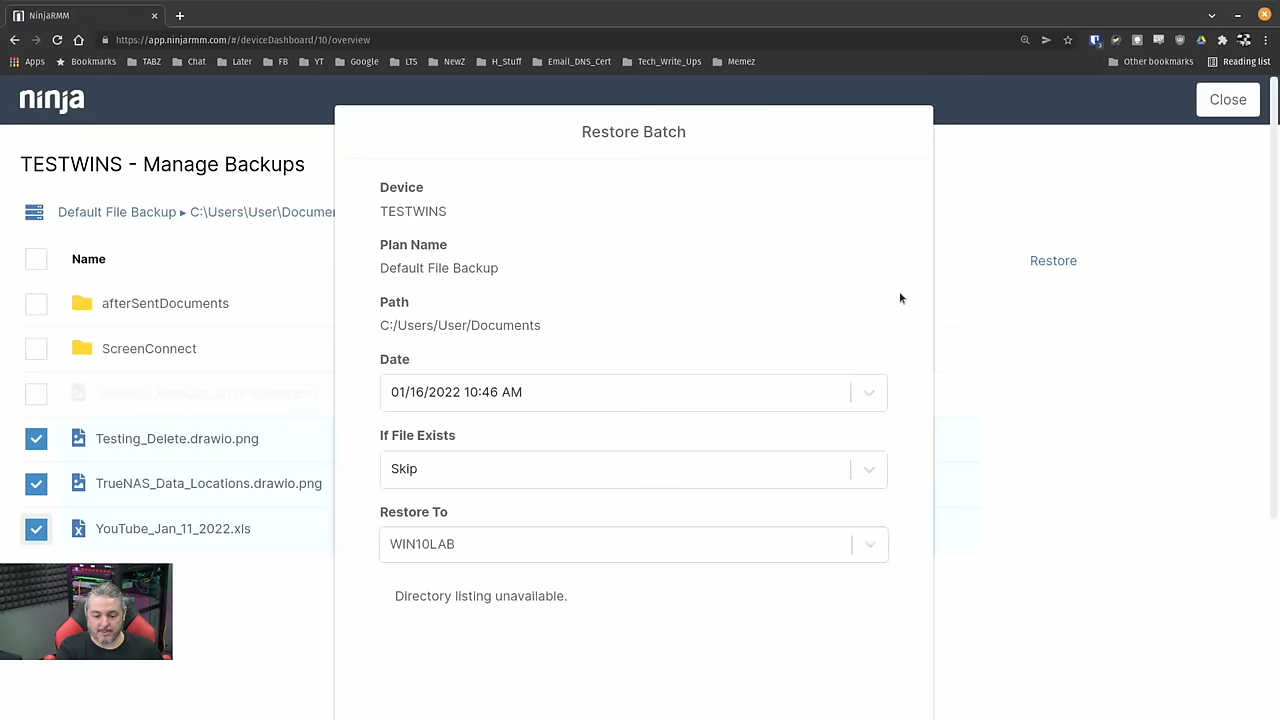 NinjaRMM
https://app.ninjarmm.com/#/deviceDashboard/10/overview
Apps
Bookmarks
TABZ
Chat
Later
FB
YT
Google
LTS
NewZ
H_Stuff
Email_DNS_Cert
Tech_Write_Ups
Memez
Other bookmarks
Reading list
ninja
Close
TESTWINS - Manage Backups
Default File Backup ▸ C:\Users\User\Documen
Name
afterSentDocuments
ScreenConnect
Testing_Delete.drawio.png
TrueNAS_Data_Locations.drawio.png
YouTube_Jan_11_2022.xls
Restore Batch
Device
TESTWINS
Plan Name
Default File Backup
Path
C:/Users/User/Documents
Date
01/16/2022 10:46 AM
If File Exists
Skip
Restore To
WIN10LAB
Directory listing unavailable.
Restore